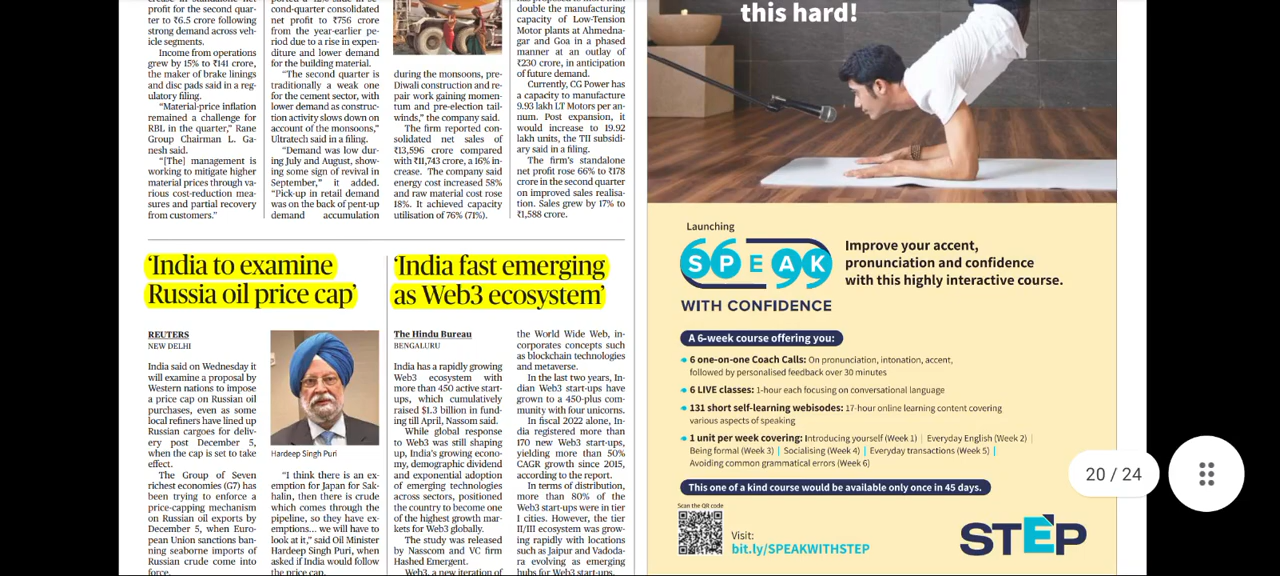 profit for the second quar-
ter to ₹6.5 crore following
strong demand across veh-
icle segments.
Income from operations
grew by 15% to ₹141 crore,
the maker of brake linings
and disc pads said in a reg-
ulatory filing.
“Material-price inflation
remained a challenge for
RBL in the quarter,” Rane
Group Chairman L. Ga-
nesh said.
“[The] management is
working to mitigate higher
material prices through va-
rious cost-reduction mea-
sures and partial recovery
from customers.”
cond-quarter consolidated
net profit to ₹756 crore
from the year-earlier pe-
riod due to a rise in expen-
diture and lower demand
for the building material.
“The second quarter is
traditionally a weak one
for the cement sector, with
lower demand as construc-
tion activity slows down on
account of the monsoons,”
Ultratech said in a filing.
“Demand was low dur-
ing July and August, show-
ing some sign of revival in
September,” it added.
“Pick-up in retail demand
was on the back of pent-up
demand accumulation
during the monsoons, pre-
Diwali construction and re-
pair work gaining momen-
tum and pre-election tail-
winds,” the company said.
The firm reported con-
solidated net sales of
₹13,596 crore compared
with ₹11,743 crore, a 16% in-
crease. The company said
energy cost increased 58%
and raw material cost rose
18%. It achieved capacity
utilisation of 76% (71%).
double the manufacturing
capacity of Low-Tension
Motor plants at Ahmedna-
gar and Goa in a phased
manner at an outlay of
₹230 crore, in anticipation
of future demand.
Currently, CG Power has
a capacity to manufacture
9.93 lakh LT Motors per an-
num. Post expansion, it
would increase to 19.92
lakh units, the TII subsidi-
ary said in a filing.
The firm’s standalone
net profit rose 66% to ₹178
crore in the second quarter
on improved sales realisa-
tion. Sales grew by 17% to
₹1,588 crore.
‘India to examine
Russia oil price cap’
REUTERS
NEW DELHI
India said on Wednesday it
will examine a proposal by
Western nations to impose
a price cap on Russian oil
purchases, even as some
local refiners have lined up
Russian cargoes for deliv-
ery post December 5,
when the cap is set to take
effect.
The Group of Seven
richest economies (G7) has
been trying to enforce a
price-capping mechanism
on Russian oil exports by
December 5, when Euro-
pean Union sanctions ban-
ning seaborne imports of
Russian crude come into
force.
Hardeep Singh Puri
“I think there is an ex-
emption for Japan for Sak-
halin, then there is crude
which comes through the
pipeline, so they have ex-
emptions... we will have to
look at it,” said Oil Minister
Hardeep Singh Puri, when
asked if India would follow
the price cap.
‘India fast emerging
as Web3 ecosystem’
The Hindu Bureau
BENGALURU
India has a rapidly growing
Web3 ecosystem with
more than 450 active start-
ups, which cumulatively
raised $1.3 billion in fund-
ing till April, Nassom said.
While global response
to Web3 was still shaping
up, India’s growing econo-
my, demographic dividend
and exponential adoption
of emerging technologies
across sectors, positioned
the country to become one
of the highest growth mar-
kets for Web3 globally.
The study was released
by Nasscom and VC firm
Hashed Emergent.
Web3, a new iteration of
the World Wide Web, in-
corporates concepts such
as blockchain technologies
and metaverse.
In the last two years, In-
dian Web3 start-ups have
grown to a 450-plus com-
munity with four unicorns.
In fiscal 2022 alone, In-
dia registered more than
170 new Web3 start-ups,
yielding more than 50%
CAGR growth since 2015,
according to the report.
In terms of distribution,
more than 80% of the
Web3 start-ups were in tier
I cities. However, the tier
II/III ecosystem was grow-
ing rapidly with locations
such as Jaipur and Vadoda-
ra evolving as emerging
hubs for Web3 start-ups.
this hard!
Launching
SPEAK
WITH CONFIDENCE
Improve your accent,
pronunciation and confidence
with this highly interactive course.
A 6-week course offering you:
6 one-on-one Coach Calls: On pronunciation, intonation, accent,
followed by personalised feedback over 30 minutes
6 LIVE classes: 1-hour each focusing on conversational language
131 short self-learning webisodes: 17-hour online learning content covering
various aspects of speaking
1 unit per week covering: Introducing yourself (Week 1) | Everyday English (Week 2) |
Being formal (Week 3) | Socialising (Week 4) | Everyday transactions (Week 5) |
Avoiding common grammatical errors (Week 6)
This one of a kind course would be available only once in 45 days.
Scan the QR code
Visit:
bit.ly/SPEAKWITHSTEP
STEP
20 / 24